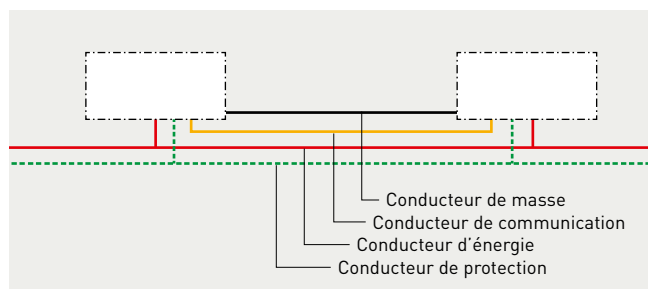 Conducteur de masse
Conducteur de communication
Conducteur d'énergie
Conducteur de protection